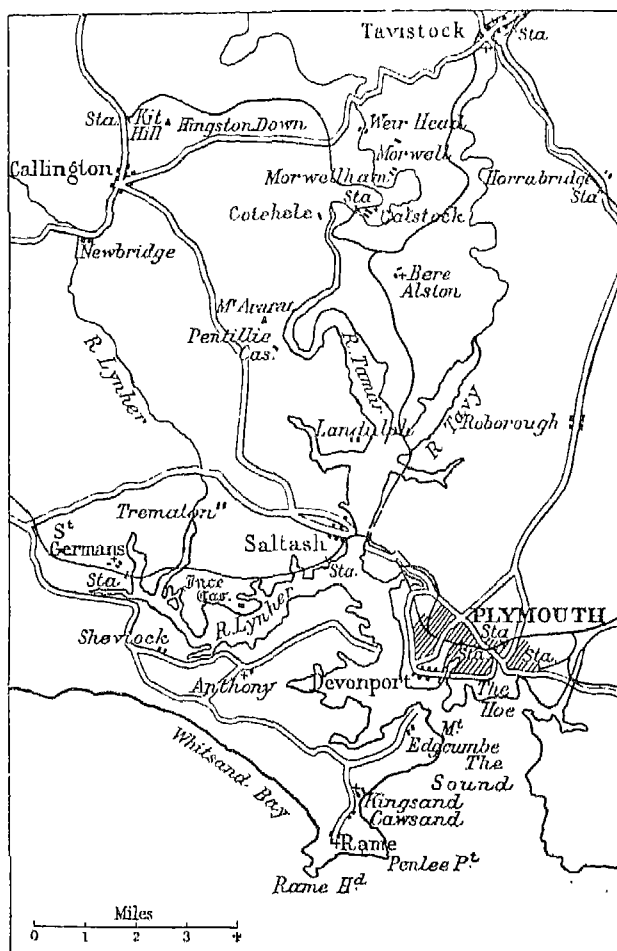 Tavistock
Sta
Sta.
Kit
Hill
Hingston Down
Weir Head
Morwell
Callington
Morwellham
Sta
Calstock
Horrabridge
Sta
Cotehele
Newbridge
Bere
Alston
Mt Ararat
Pentillie
Cas.
R. Tamar
R Lynher
Landulph
R Tavy
Roborough
Trematon
St
Germans
Saltash
Sta.
Sta.
Ince
Cas.
R. Lynher
PLYMOUTH
Sta
Sta.
Sta.
Sheviock
Anthony
Devonport
The
Hoe
Whitsand Bay
Mt
Edgcumbe
The
Sound
Kingsand
Cawsand
Rame
Penlee Pt
Rame Hd
Miles
0 1 2 3 4